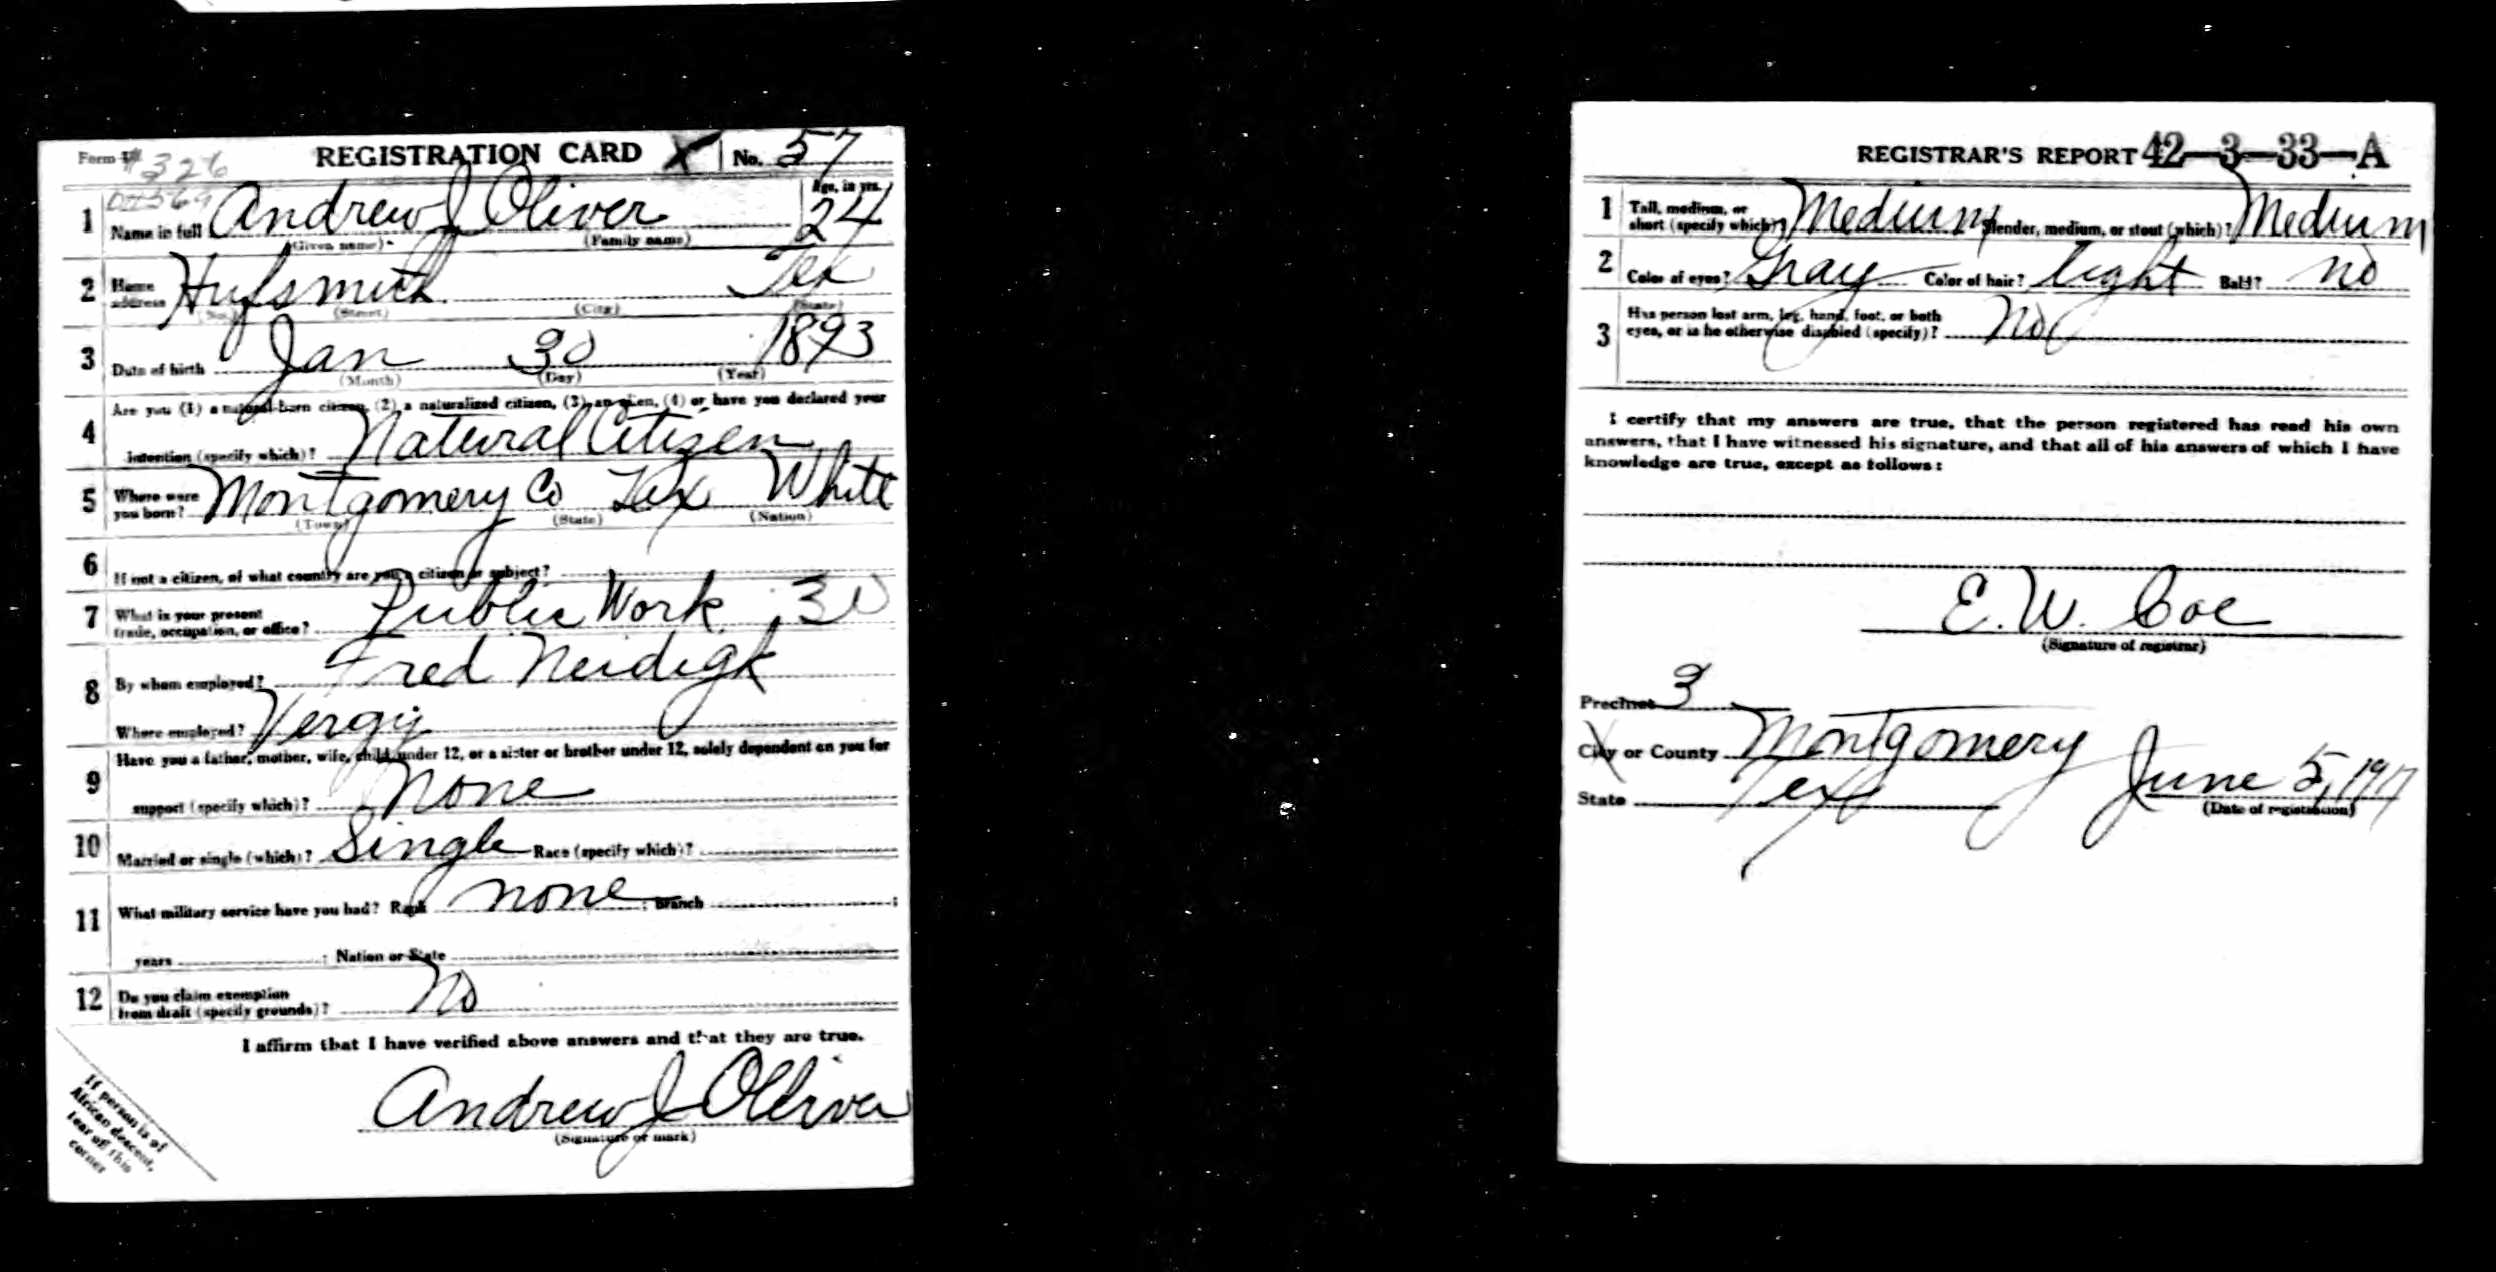 Form 1 326 REGISTRATION CARD X No. 57
1 Name in full Andrew J Oliver Age, in yrs. 24
(Given name) (Family name)
2 Home address Hufsmith Tex
(No.) (Street) (City) (State)
3 Date of birth Jan 30 1893
(Month) (Day) (Year)
4 Are you (1) a natural-born citizen, (2) a naturalized citizen, (3) an alien, (4) or have you declared your
intention (specify which)? Natural Citizen
5 Where were you born? Montgomery Co Tex White
(Town) (State) (Nation)
6 If not a citizen, of what country are you a citizen or subject?
7 What is your present trade, occupation, or office? Public Work 30
8 By whom employed? Fred Neidigk
Where employed?
9 Have you a father, mother, wife, child under 12, or a sister or brother under 12, solely dependent on you for
support (specify which)? None
10 Married or single (which)? Single Race (specify which)?
11 What military service have you had? Rank none ; Branch ;
years ; Nation or State
12 Do you claim exemption from draft (specify grounds)? No
I affirm that I have verified above answers and that they are true.
Andrew J Olliver
(Signature or mark)
If person is of
African descent,
tear off this
corner
REGISTRAR'S REPORT 42-3-33-A
1 Tall, medium, or short (specify which)? Medium Slender, medium, or stout (which)? Medium
2 Color of eyes? Gray Color of hair? light Bald? no
3 Has person lost arm, leg, hand, foot, or both
eyes, or is he otherwise disabled (specify)? No
I certify that my answers are true, that the person registered has read his own
answers, that I have witnessed his signature, and that all of his answers of which I have
knowledge are true, except as follows:
E. W. Coe
(Signature of registrar)
Precinct 3
City or County Montgomery
State Tex June 5, 1917
(Date of registration)